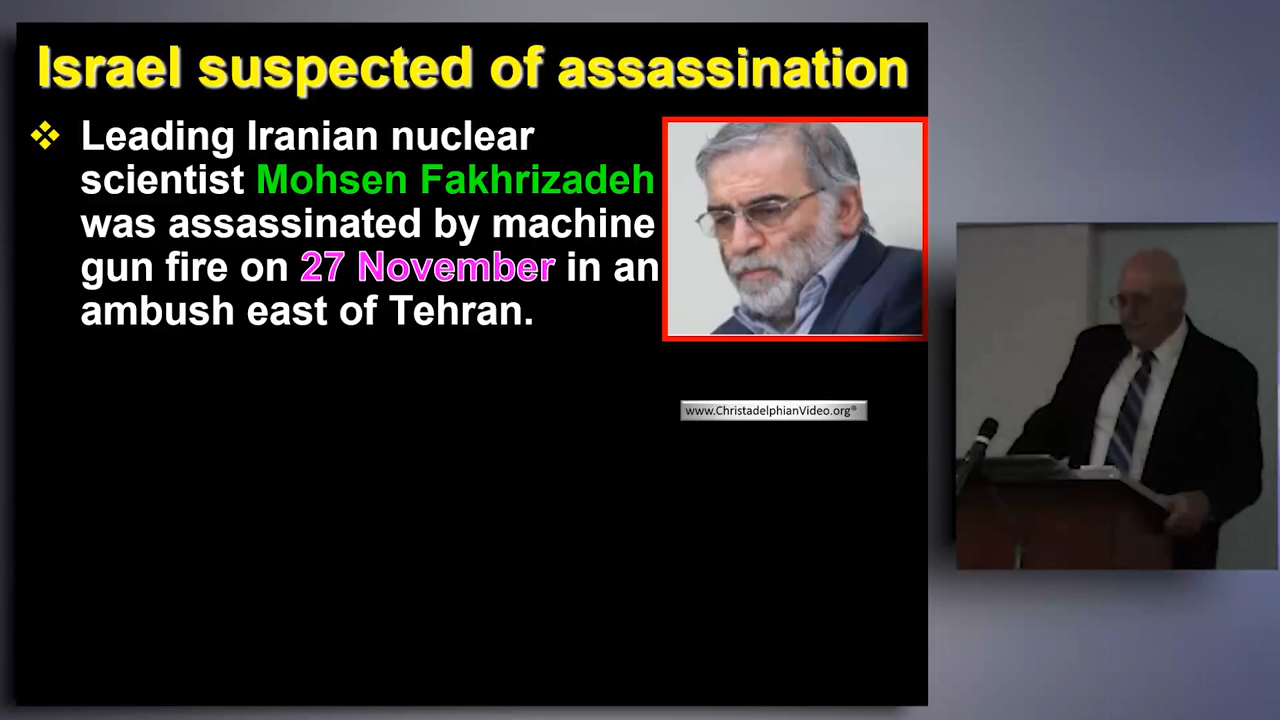 Israel suspected of assassination
❖ Leading Iranian nuclear
scientist Mohsen Fakhrizadeh
was assassinated by machine
gun fire on 27 November in an
ambush east of Tehran.
www.ChristadelphianVideo.org®